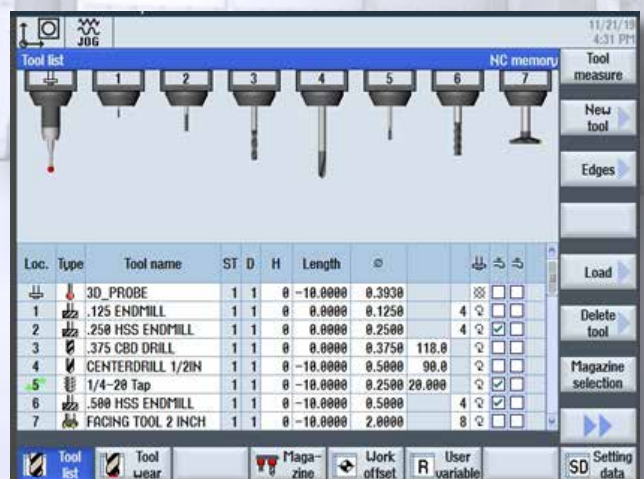 JOG
11/21/19
4:31 PM
Tool list NC memory
1 2 3 4 5 6 7
Tool measure
New tool
Edges
Load
Delete tool
Magazine selection
Loc. Type Tool name ST D H Length ø
3D_PROBE 1 1 0 -10.0000 0.3930
1 .125 ENDMILL 1 1 0 0.0000 0.1250 4
2 .250 HSS ENDMILL 1 1 0 0.0000 0.2500 4
3 .375 CBD DRILL 1 1 0 0.0000 0.3750 118.0
4 CENTERDRILL 1/2IN 1 1 0 -10.0000 0.5000 90.0
5 1/4-20 Tap 1 1 0 -10.0000 0.2500 20.000
6 .500 HSS ENDMILL 1 1 0 -10.0000 0.5000 4
7 FACING TOOL 2 INCH 1 1 0 -10.0000 2.0000 8
Tool list
Tool wear
Maga-
zine
Work offset
R User variable
SD Setting data